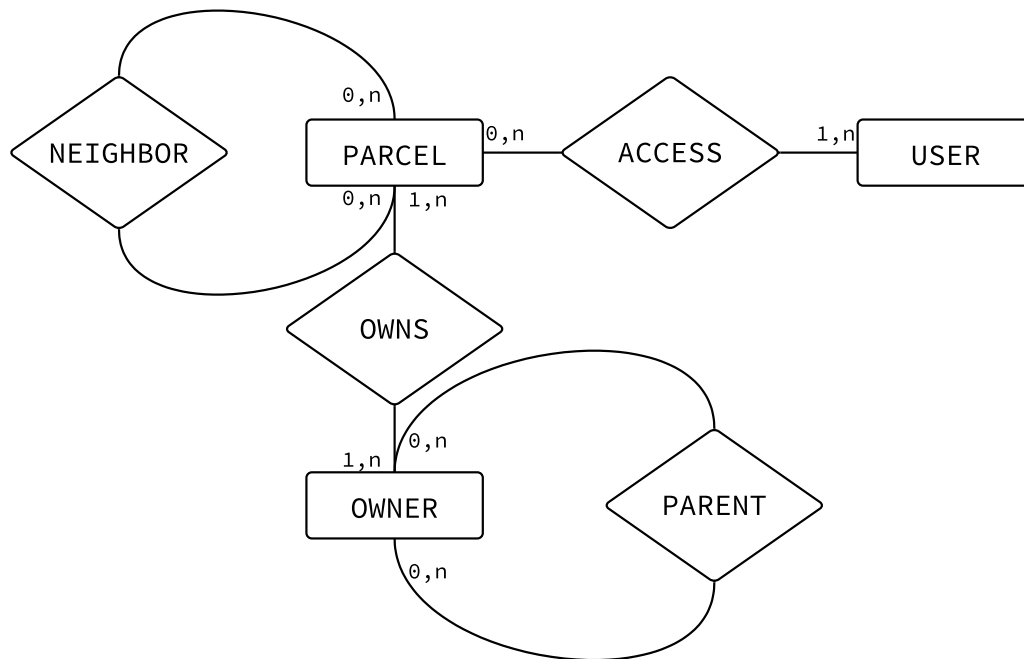 0,n
NEIGHBOR
PARCEL
0,n
ACCESS
1,n
USER
0,n
1,n
OWNS
0,n
1,n
OWNER
PARENT
0,n